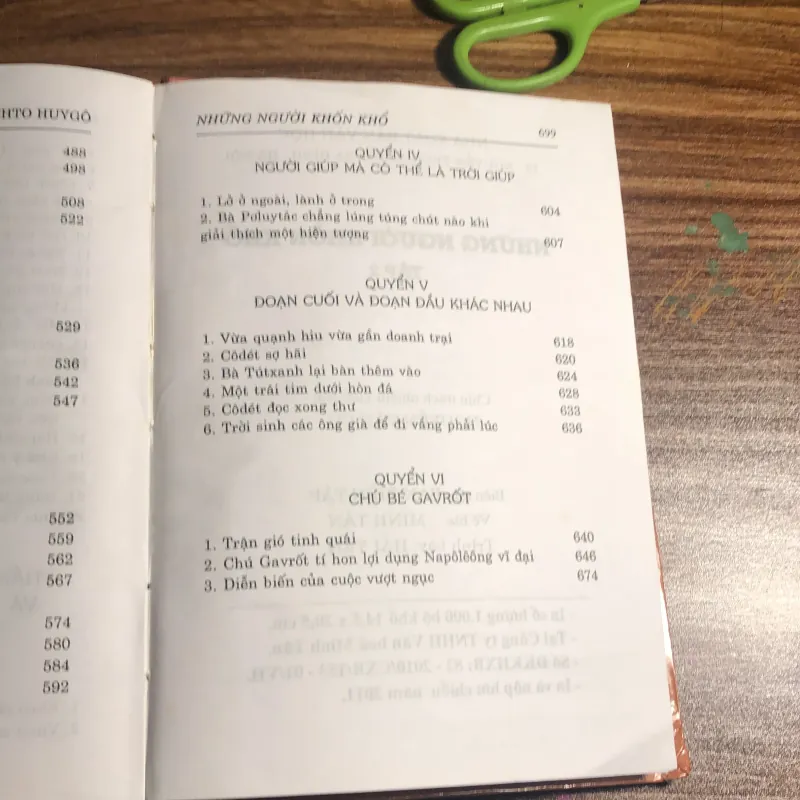 HTO HUYGÔ
488
498
508
522
529
536
542
547
552
559
562
567
574
580
584
592
NHỮNG NGƯỜI KHỐN KHỔ
699
QUYỂN IV
NGƯỜI GIÚP MÀ CÓ THỂ LÀ TRỜI GIÚP
1. Lở ở ngoài, lành ở trong 604
2. Bà Pơluytác chẳng lúng túng chút nào khi
giải thích một hiện tượng 607
QUYỂN V
ĐOẠN CUỐI VÀ ĐOẠN ĐẦU KHÁC NHAU
1. Vừa quạnh hiu vừa gần doanh trại 618
2. Côdét sợ hãi 620
3. Bà Tútxanh lại bàn thêm vào 624
4. Một trái tim dưới hòn đá 628
5. Côdét đọc xong thư 633
6. Trời sinh các ông già để đi vắng phải lúc 636
QUYỂN VI
CHÚ BÉ GAVRỐT
1. Trận gió tinh quái 640
2. Chú Gavrốt tí hon lợi dụng Napôlêông vĩ đại 646
3. Diễn biến của cuộc vượt ngục 674